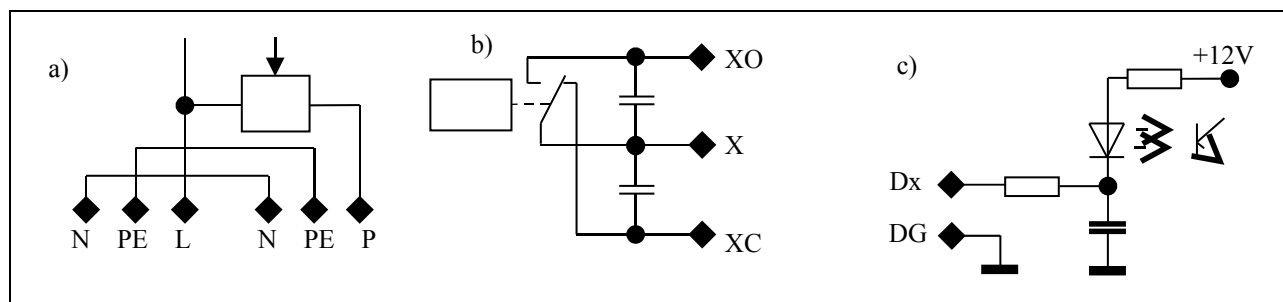 a)
N PE L N PE P
b)
XO
X
XC
c)
+12V
Dx
DG